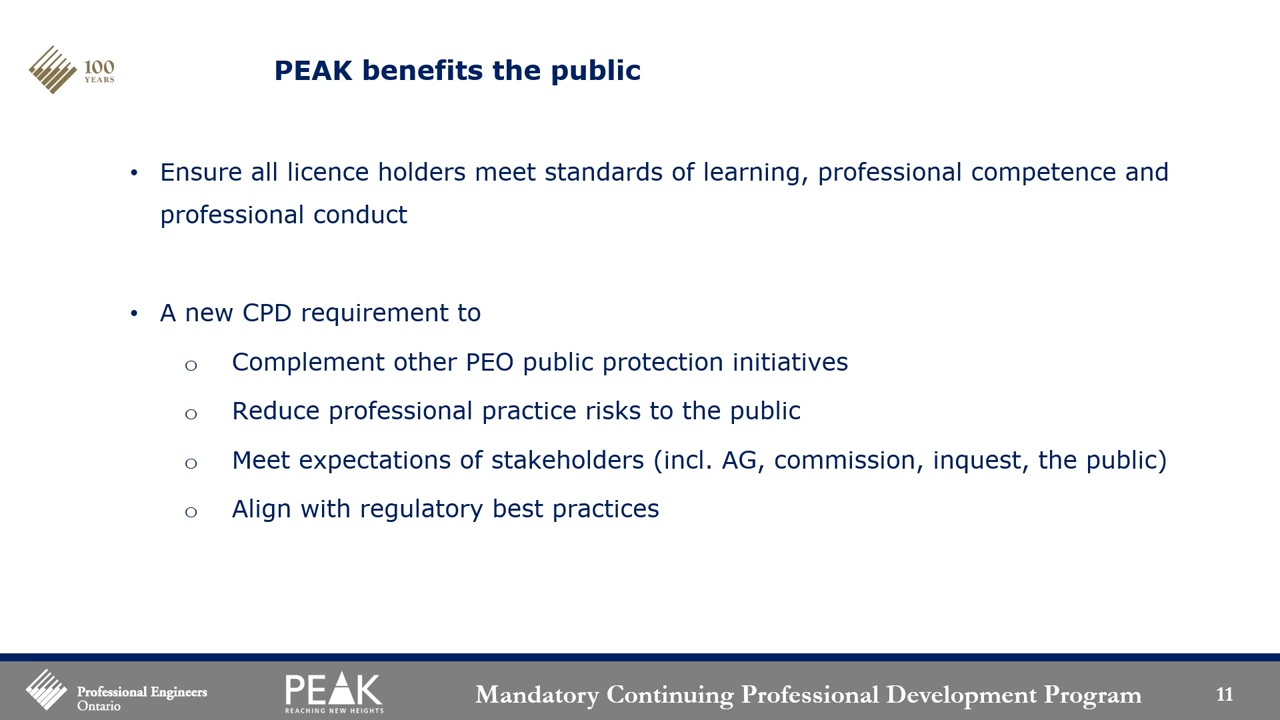 100
YEARS
PEAK benefits the public
• Ensure all licence holders meet standards of learning, professional competence and
professional conduct
• A new CPD requirement to
o Complement other PEO public protection initiatives
o Reduce professional practice risks to the public
o Meet expectations of stakeholders (incl. AG, commission, inquest, the public)
o Align with regulatory best practices
Professional Engineers
Ontario
PEAK
REACHING NEW HEIGHTS
Mandatory Continuing Professional Development Program
11